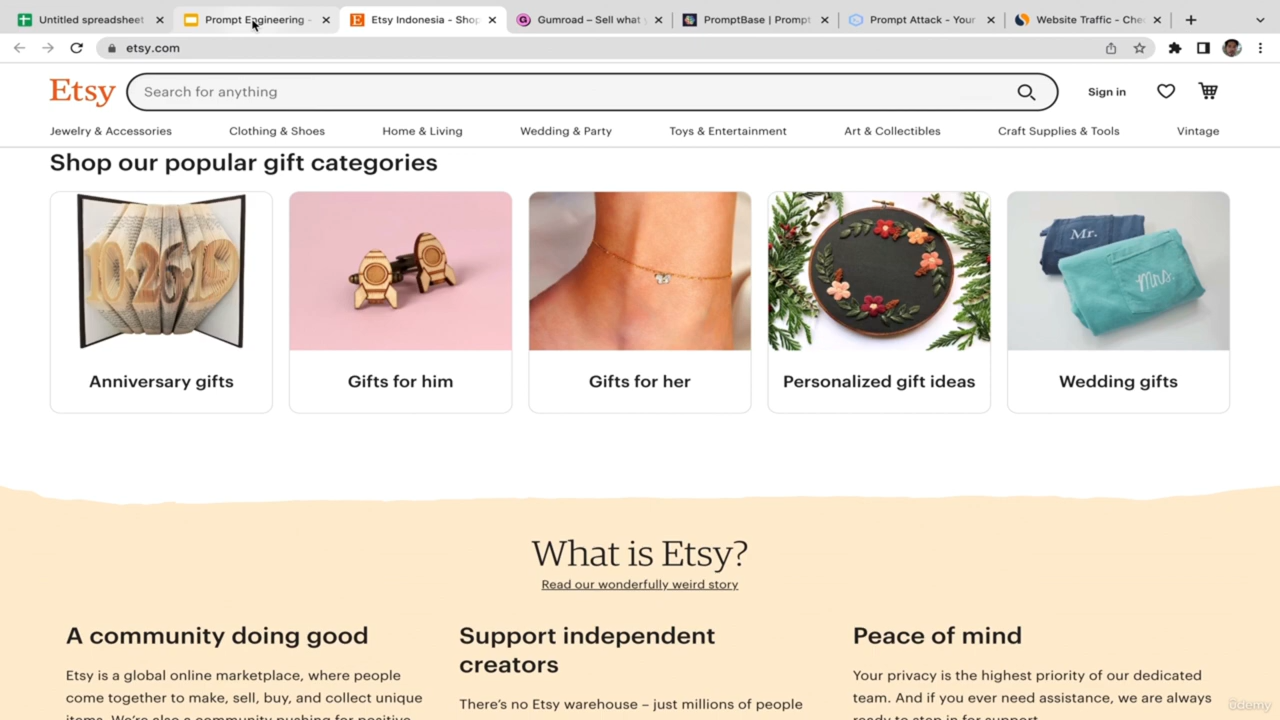 Untitled spreadsheet
Prompt Engineering -
Etsy Indonesia - Shop
Gumroad – Sell what y
PromptBase | Prompt
Prompt Attack - Your
Website Traffic - Chec
etsy.com
Etsy
Search for anything
Sign in
Jewelry & Accessories
Clothing & Shoes
Home & Living
Wedding & Party
Toys & Entertainment
Art & Collectibles
Craft Supplies & Tools
Vintage
Shop our popular gift categories
10•26•19
Mr.
Mrs.
Anniversary gifts
Gifts for him
Gifts for her
Personalized gift ideas
Wedding gifts
What is Etsy?
Read our wonderfully weird story
A community doing good
Support independent
creators
Peace of mind
Etsy is a global online marketplace, where people
come together to make, sell, buy, and collect unique
items. We're also a community pushing for positive
There's no Etsy warehouse – just millions of people
Your privacy is the highest priority of our dedicated
team. And if you ever need assistance, we are always
ready to step in for support.
ûdemy